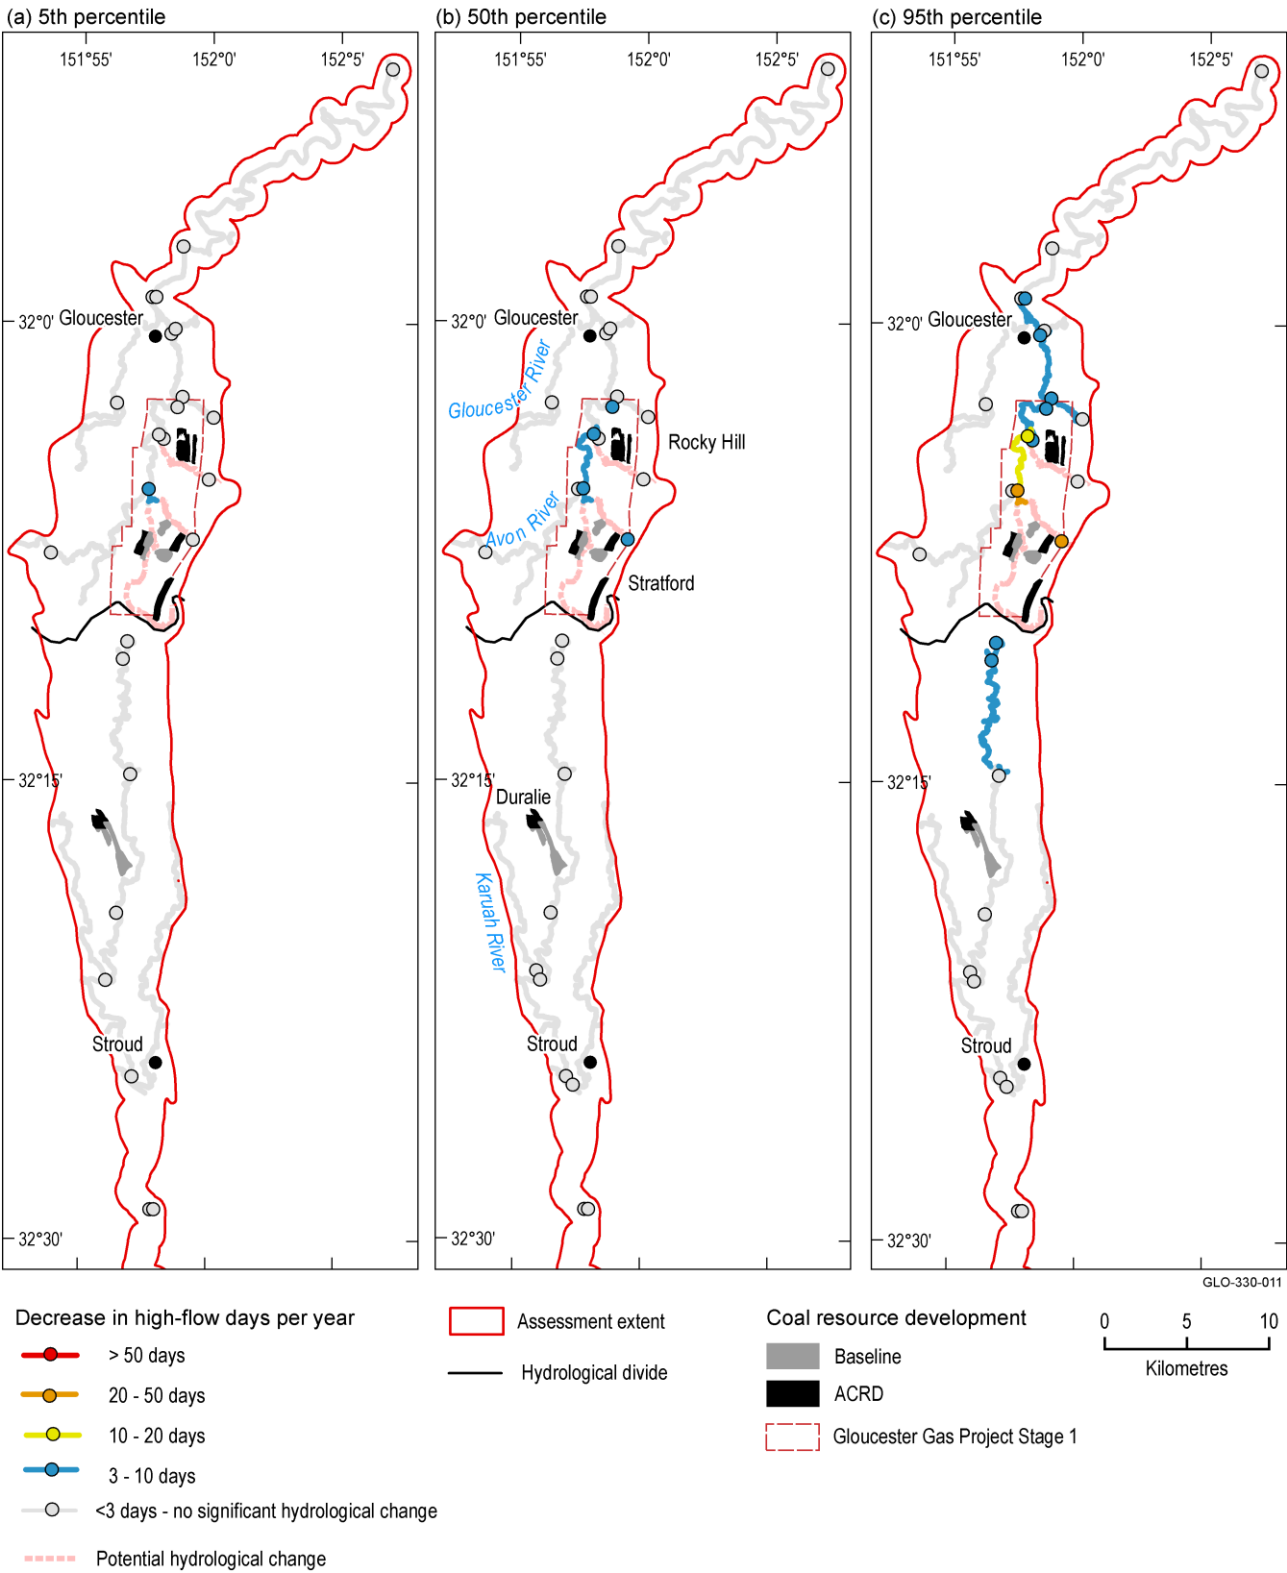 (a) 5th percentile
(b) 50th percentile
(c) 95th percentile
151°55'
152°0'
152°5'
151°55'
152°0'
152°5'
151°55'
152°0'
152°5'
Gloucester
32°0'
Gloucester
32°0'
Gloucester
32°0'
Gloucester River
Rocky Hill
Avon River
Stratford
32°15'
32°15'
32°15'
Duralie
Karuah River
Stroud
Stroud
Stroud
32°30'
32°30'
32°30'
GLO-330-011
Decrease in high-flow days per year
> 50 days
20 - 50 days
10 - 20 days
3 - 10 days
<3 days - no significant hydrological change
Potential hydrological change
Assessment extent
Hydrological divide
Coal resource development
Baseline
ACRD
Gloucester Gas Project Stage 1
0 5 10
Kilometres